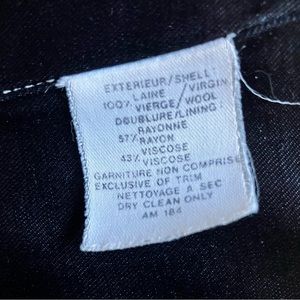 EXTERIEUR/SHELL
LAINE / VIRGIN
100% VIERGE/ WOOL
DOUBLURE/LINING
RAYONNE
57% RAYON
VISCOSE
43% VISCOSE
GARNITURE NON COMPRISE
EXCLUSIVE OF TRIM
NETTOYAGE A SEC
DRY CLEAN ONLY
AM 184